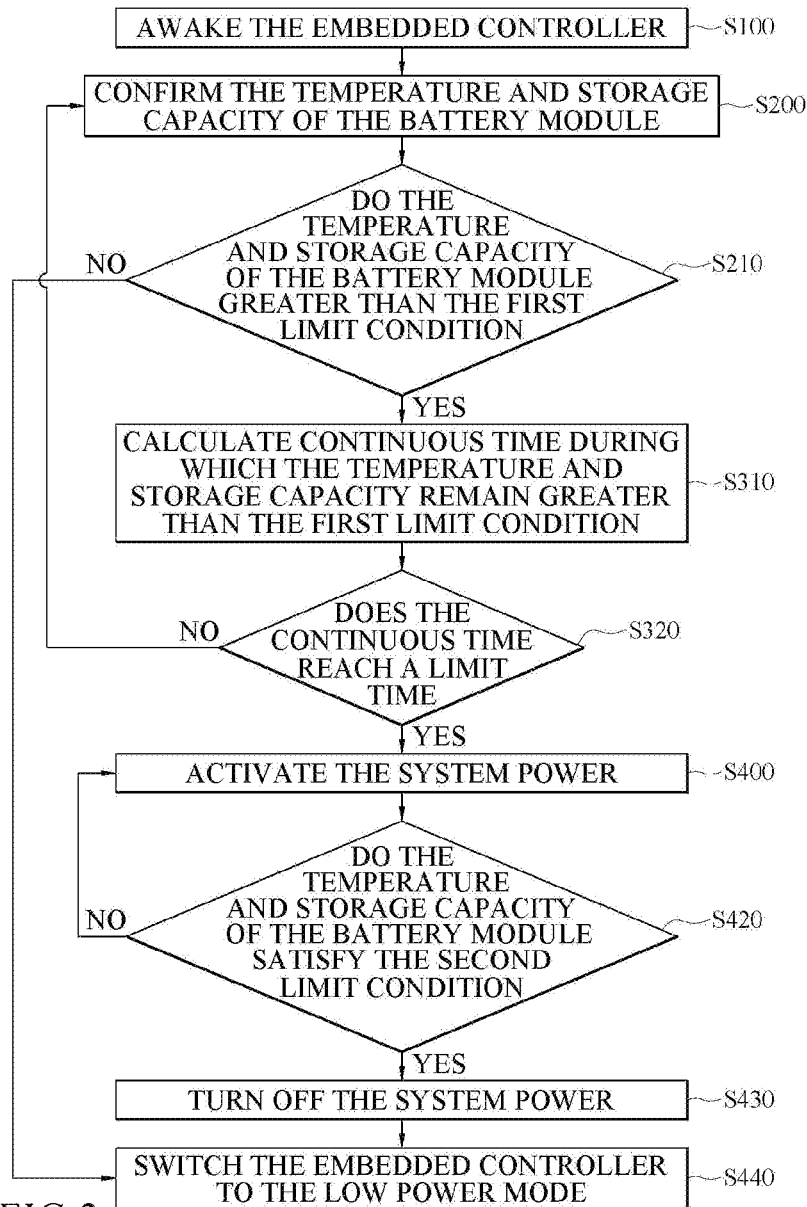 AWAKE THE EMBEDDED CONTROLLER
S100
CONFIRM THE TEMPERATURE AND STORAGE
CAPACITY OF THE BATTERY MODULE
S200
DO THE
TEMPERATURE
AND STORAGE CAPACITY
OF THE BATTERY MODULE
GREATER THAN THE FIRST
LIMIT CONDITION
S210
NO
YES
CALCULATE CONTINUOUS TIME DURING
WHICH THE TEMPERATURE AND
STORAGE CAPACITY REMAIN GREATER
THAN THE FIRST LIMIT CONDITION
S310
DOES THE
CONTINUOUS TIME
REACH A LIMIT
TIME
S320
NO
YES
ACTIVATE THE SYSTEM POWER
S400
DO THE
TEMPERATURE
AND STORAGE CAPACITY
OF THE BATTERY MODULE
SATISFY THE SECOND
LIMIT CONDITION
S420
NO
YES
TURN OFF THE SYSTEM POWER
S430
SWITCH THE EMBEDDED CONTROLLER
TO THE LOW POWER MODE
S440